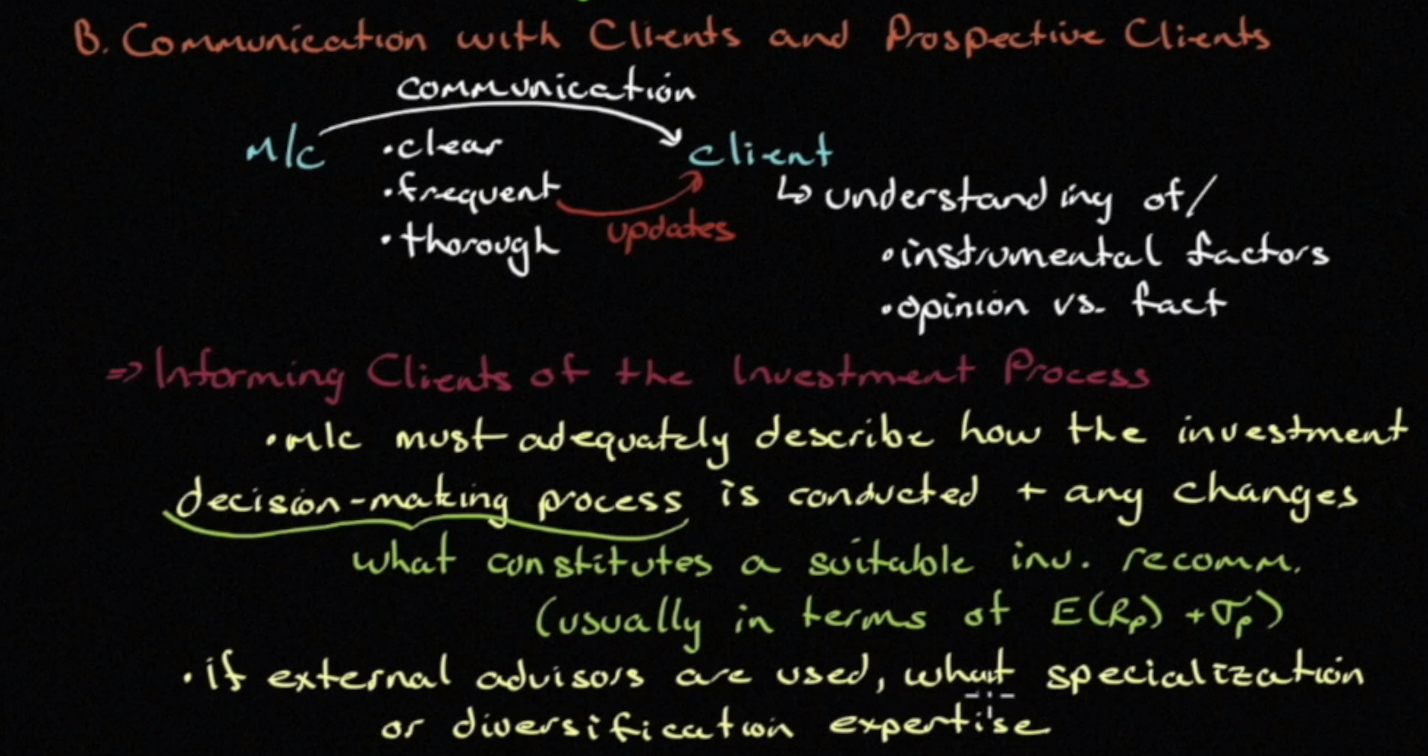 B. Communication with Clients and Prospective Clients
communication
M/C
• clear
• frequent
• thorough
updates
client
↳ understanding of/
• instrumental factors
• opinion vs. fact
⇒ Informing Clients of the Investment Process
• M/C must adequately describe how the investment
decision-making process is conducted + any changes
what constitutes a suitable inv. recomm.
(usually in terms of E(Rp) + σp)
• if external advisors are used, what specialization
or diversification expertise